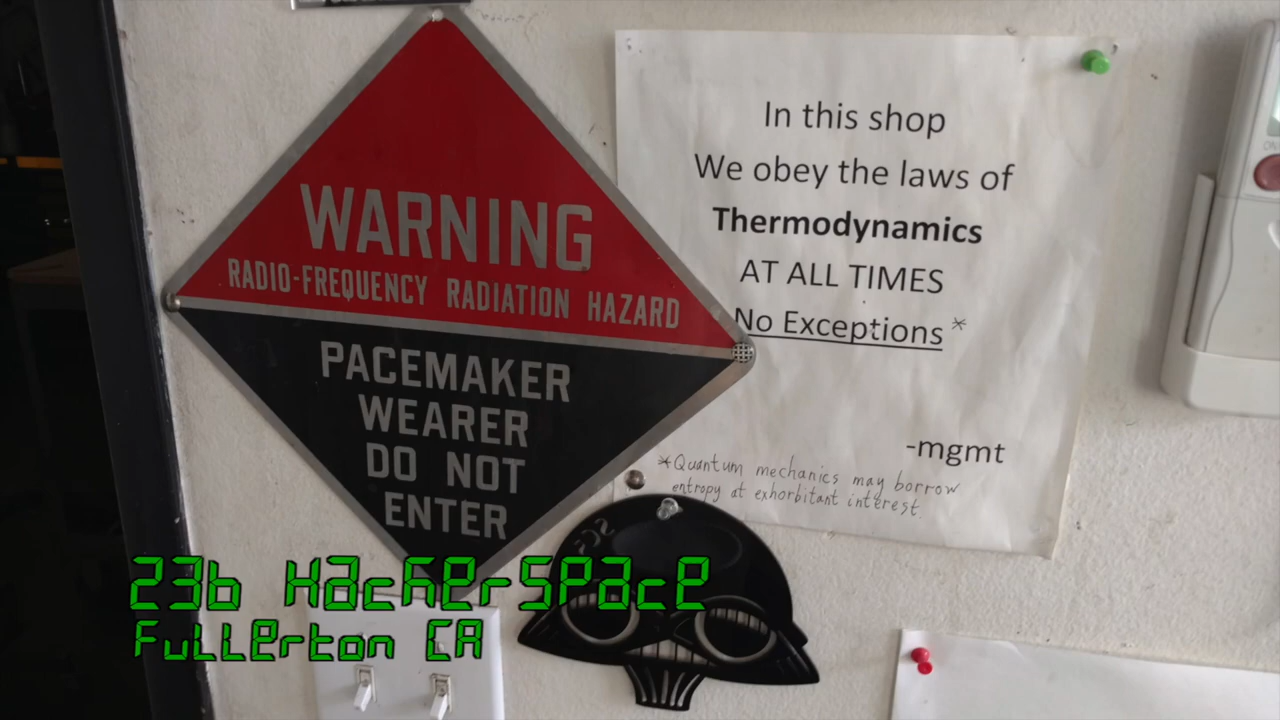 WARNING
RADIO-FREQUENCY RADIATION HAZARD
PACEMAKER
WEARER
DO NOT
ENTER
In this shop
We obey the laws of
Thermodynamics
AT ALL TIMES
No Exceptions*
-mgmt
*Quantum mechanics may borrow
entropy at exhorbitant interest.
23b Hackerspace
Fullerton CA